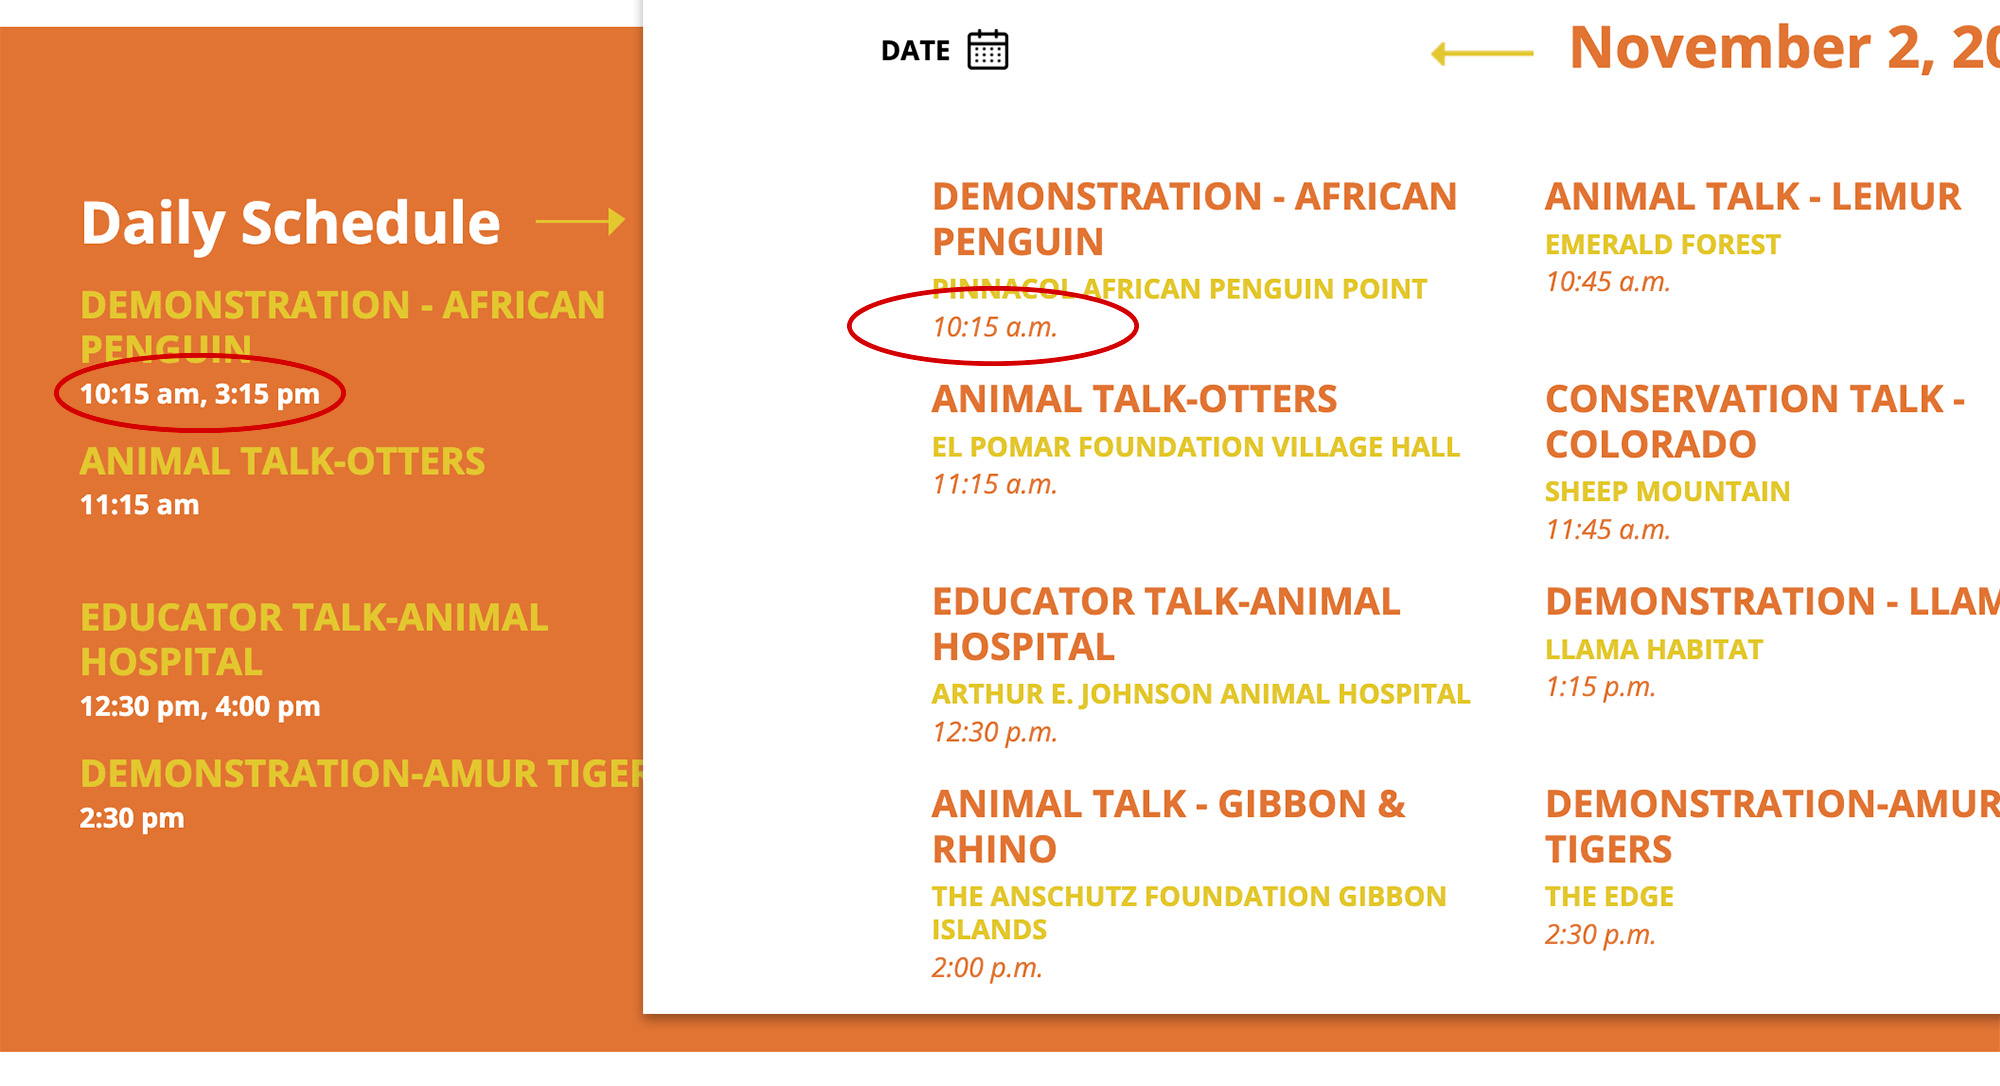 Daily Schedule
DEMONSTRATION - AFRICAN
PENGUIN
10:15 am, 3:15 pm
ANIMAL TALK-OTTERS
11:15 am
EDUCATOR TALK-ANIMAL
HOSPITAL
12:30 pm, 4:00 pm
DEMONSTRATION-AMUR TIGER
2:30 pm
DATE
November 2, 20
DEMONSTRATION - AFRICAN
PENGUIN
PINNACOL AFRICAN PENGUIN POINT
10:15 a.m.
ANIMAL TALK - LEMUR
EMERALD FOREST
10:45 a.m.
ANIMAL TALK-OTTERS
EL POMAR FOUNDATION VILLAGE HALL
11:15 a.m.
CONSERVATION TALK -
COLORADO
SHEEP MOUNTAIN
11:45 a.m.
EDUCATOR TALK-ANIMAL
HOSPITAL
ARTHUR E. JOHNSON ANIMAL HOSPITAL
12:30 p.m.
DEMONSTRATION - LLAM
LLAMA HABITAT
1:15 p.m.
ANIMAL TALK - GIBBON &
RHINO
THE ANSCHUTZ FOUNDATION GIBBON
ISLANDS
2:00 p.m.
DEMONSTRATION-AMUR
TIGERS
THE EDGE
2:30 p.m.